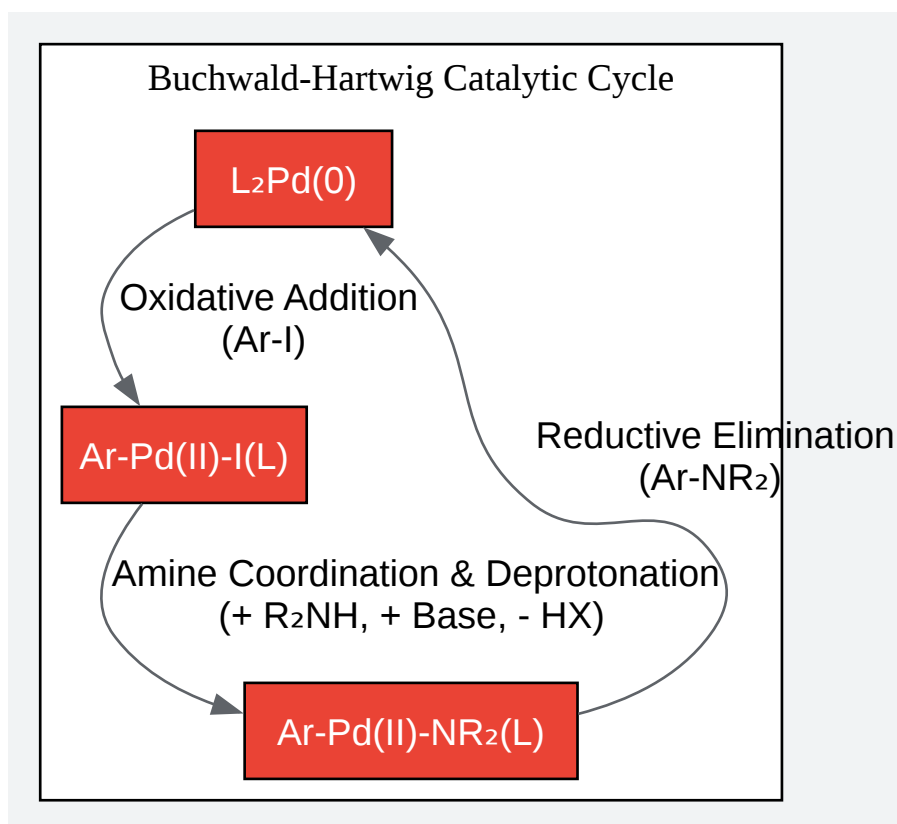 Buchwald-Hartwig Catalytic Cycle
L₂Pd(0)
Oxidative Addition
(Ar-I)
Ar-Pd(II)-I(L)
Reductive Elimination
(Ar-NR₂)
Amine Coordination & Deprotonation
(+ R₂NH, + Base, - HX)
Ar-Pd(II)-NR₂(L)